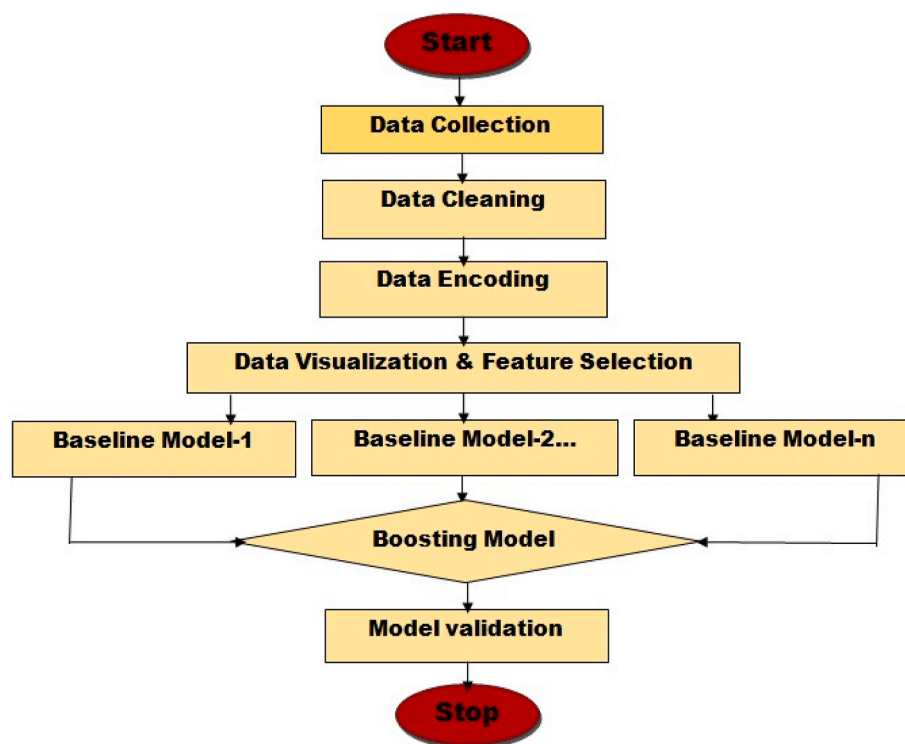 Start
Data Collection
Data Cleaning
Data Encoding
Data Visualization & Feature Selection
Baseline Model-1
Baseline Model-2...
Baseline Model-n
Boosting Model
Model validation
Stop